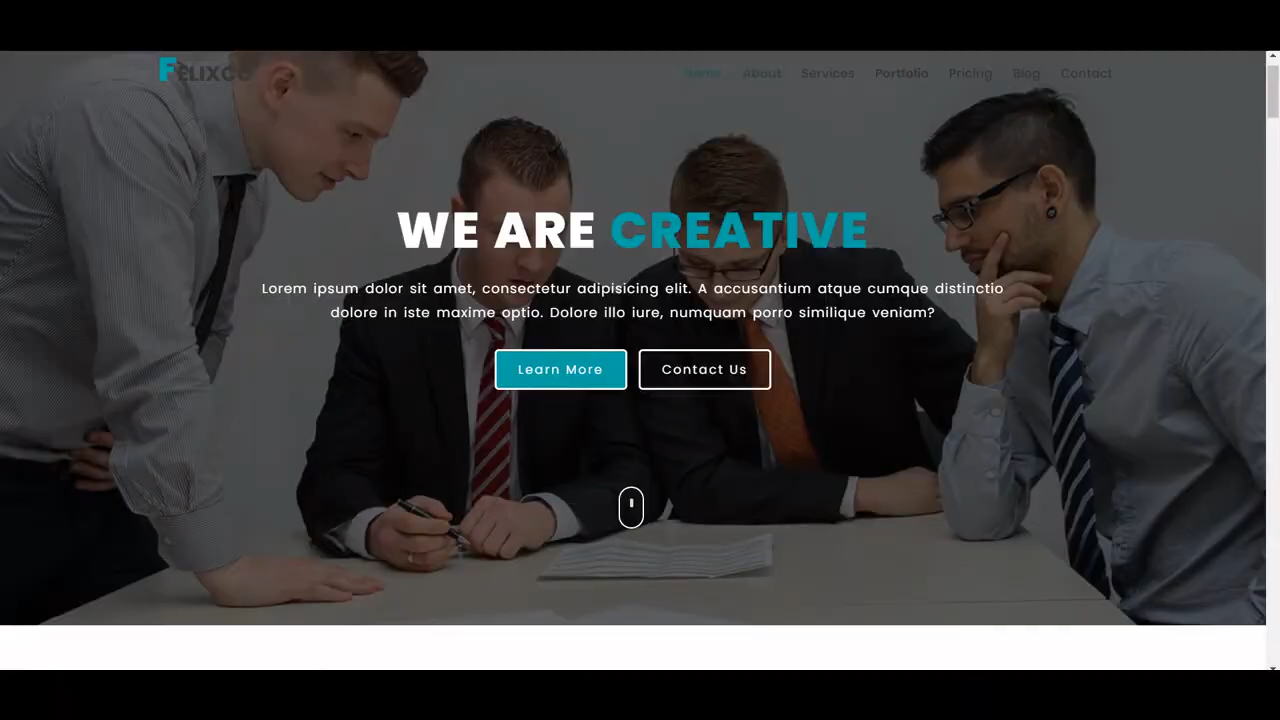 FELIXCO
Home About Services Portfolio Pricing Blog Contact
WE ARE CREATIVE
Lorem ipsum dolor sit amet, consectetur adipisicing elit. A accusantium atque cumque distinctio
dolore in iste maxime optio. Dolore illo iure, numquam porro similique veniam?
Learn More Contact Us